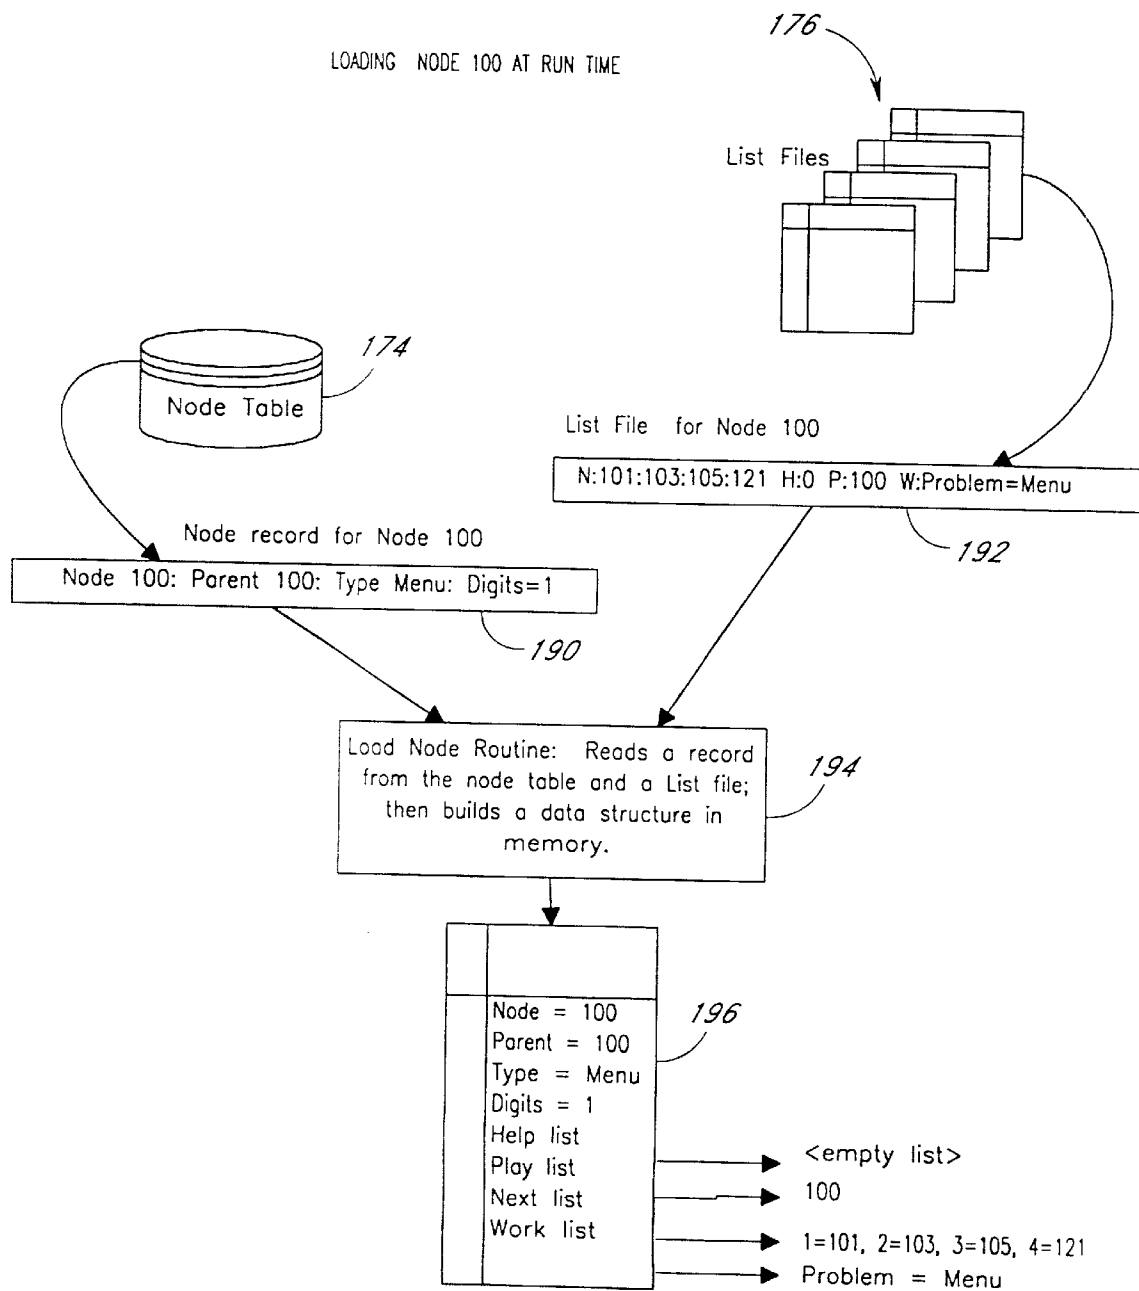 176
LOADING NODE 100 AT RUN TIME
List Files
174
Node Table
List File for Node 100
N:101:103:105:121 H:0 P:100 W:Problem=Menu
192
Node record for Node 100
Node 100: Parent 100: Type Menu: Digits=1
190
Load Node Routine: Reads a record
from the node table and a List file;
then builds a data structure in
memory.
194
Node = 100
Parent = 100
Type = Menu
Digits = 1
Help list
Play list
Next list
Work list
196
<empty list>
100
1=101, 2=103, 3=105, 4=121
Problem = Menu